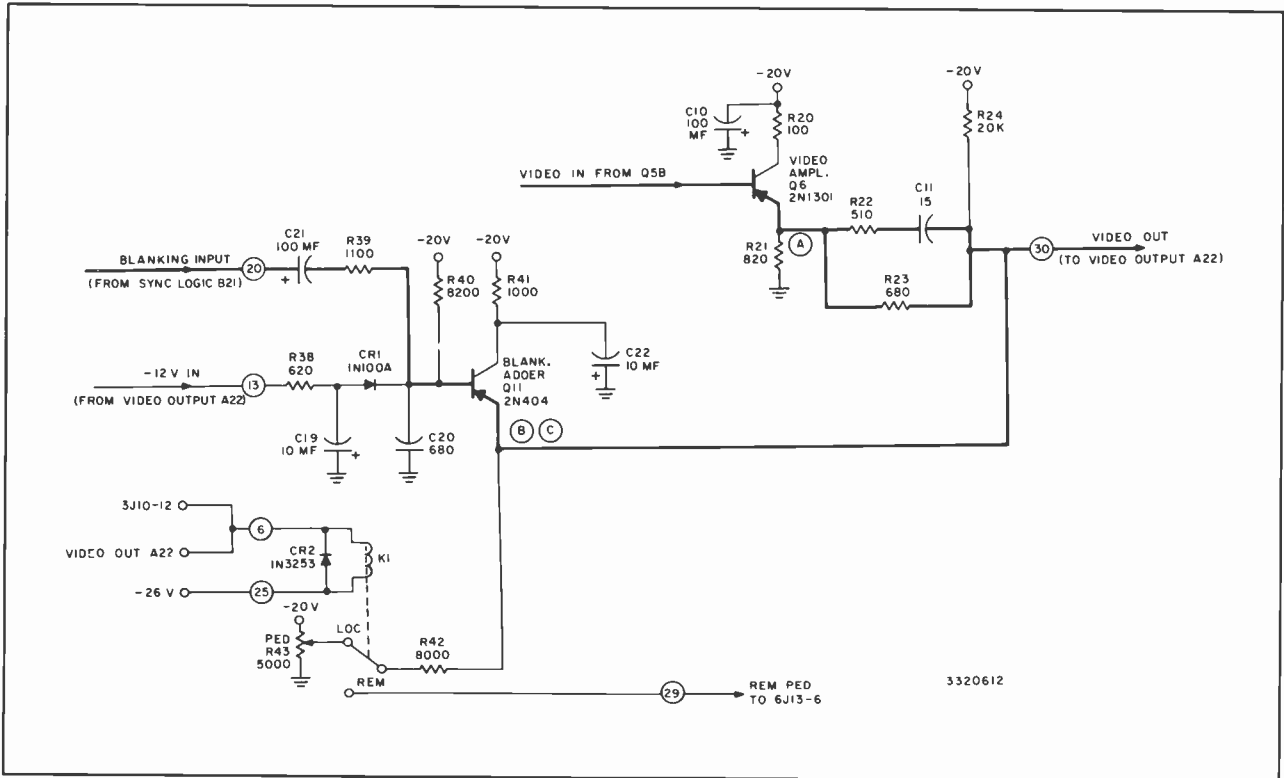 -20V
-20V
C10
100
MF
+
R20
100
R24
20K
VIDEO
AMPL.
Q6
2N1301
VIDEO IN FROM Q5B
R22
510
C11
15
A
R21
820
30
VIDEO OUT
(TO VIDEO OUTPUT A22)
R23
680
C21
100 MF
+
R39
1100
-20V
-20V
BLANKING INPUT
20
(FROM SYNC LOGIC B21)
R40
8200
R41
1000
R38
620
CR1
1N100A
C22
10 MF
+
-12 V IN
13
(FROM VIDEO OUTPUT A22)
BLANK.
ADDER
Q11
2N404
B C
C19
10 MF
+
C20
680
3J10-12
6
VIDEO OUT A22
CR2
1N3253
K1
-26 V
25
-20V
PED
R43
5000
LOC
R42
8000
REM
29
REM PED
TO 6J13-6
3320612